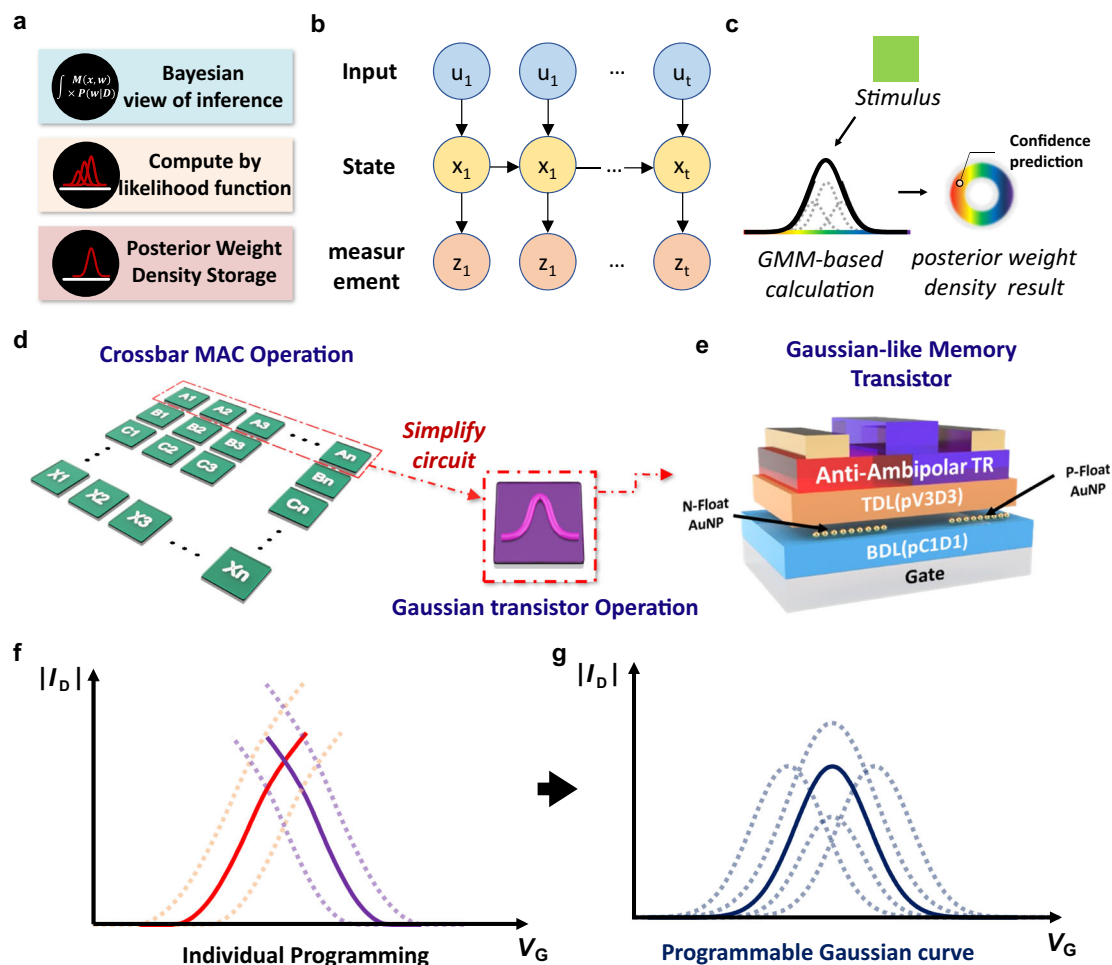 a
∫ M(x, w)
× P(w|D)
Bayesian
view of inference
Compute by
likelihood function
Posterior Weight
Density Storage
b
Input
u1 u1 ... ut
State
x1 x1 ... xt
measur
ement
z1 z1 ... zt
c
Stimulus
Confidence
prediction
GMM-based
calculation
posterior weight
density result
d
Crossbar MAC Operation
A1 A2 A3 An
B1 B2 B3 Bn
C1 C2 C3 Cn
X1 X2 X3 Xn
Simplify
circuit
Gaussian transistor Operation
e
Gaussian-like Memory
Transistor
Anti-Ambipolar TR
TDL(pV3D3)
N-Float
AuNP
P-Float
AuNP
BDL(pC1D1)
Gate
f
|ID|
VG
Individual Programming
g
|ID|
VG
Programmable Gaussian curve